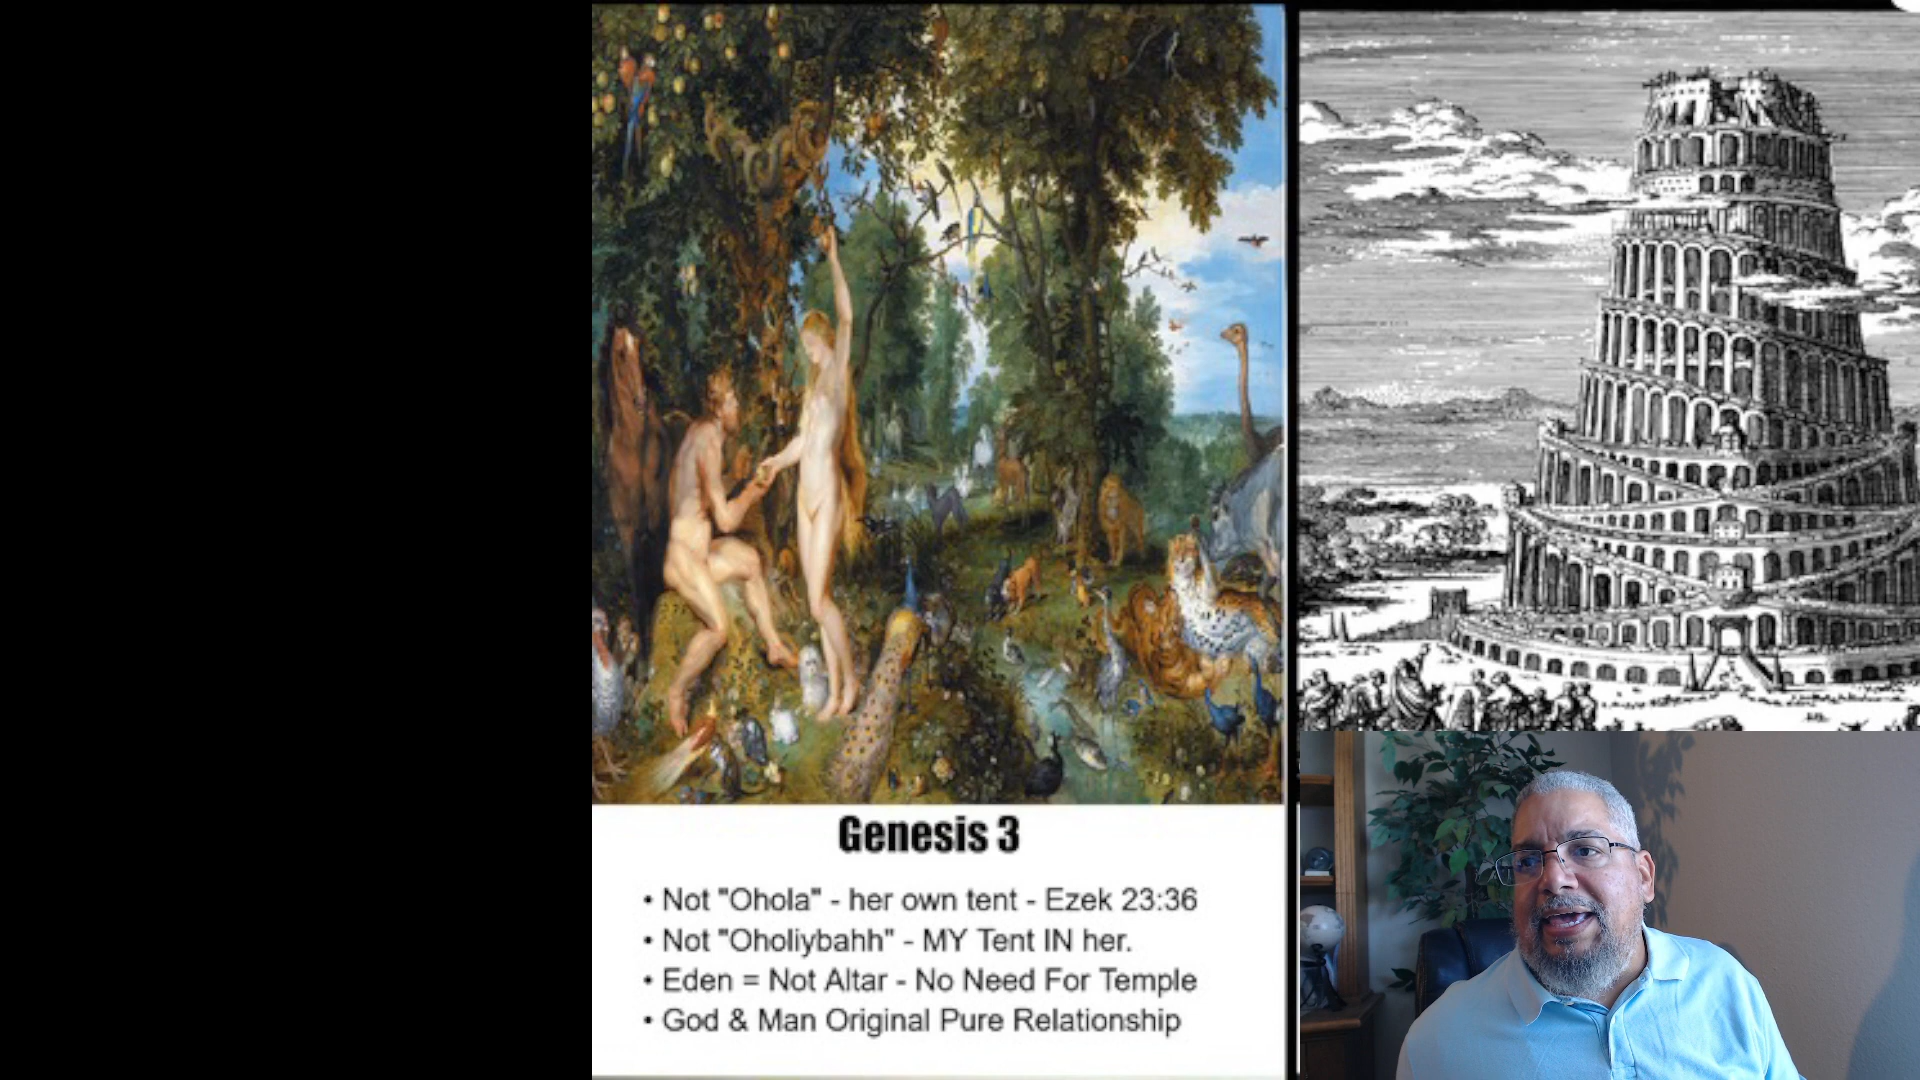 Genesis 3
• Not "Ohola" - her own tent - Ezek 23:36
• Not "Oholiybahh" - MY Tent IN her.
• Eden = Not Altar - No Need For Temple
• God & Man Original Pure Relationship